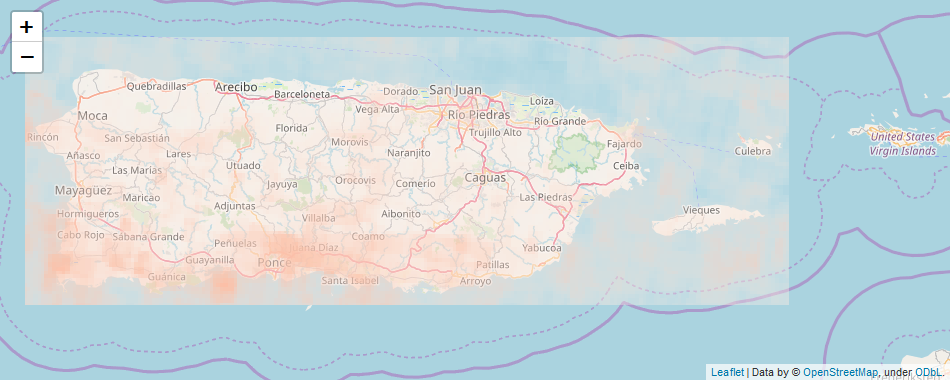 +
−
Quebradillas
Arecibo
Barceloneta
Dorado
San Juan
Loíza
Moca
Vega Alta
Río Piedras
Río Grande
Rincón
San Sebastián
Florida
Morovis
Trujillo Alto
Fajardo
United States
Virgin Islands
Añasco
Lares
Utuado
Naranjito
Culebra
Las Marías
Orocovis
Comerío
Caguas
Ceiba
Mayagüez
Maricao
Jayuya
Las Piedras
Hormigueros
Adjuntas
Villalba
Aibonito
Vieques
Cabo Rojo
Sábana Grande
Peñuelas
Juana Díaz
Coamo
Yabucoa
Guayanilla
Ponce
Patillas
Guánica
Santa Isabel
Arroyo
Leaflet | Data by © OpenStreetMap, under ODbL.